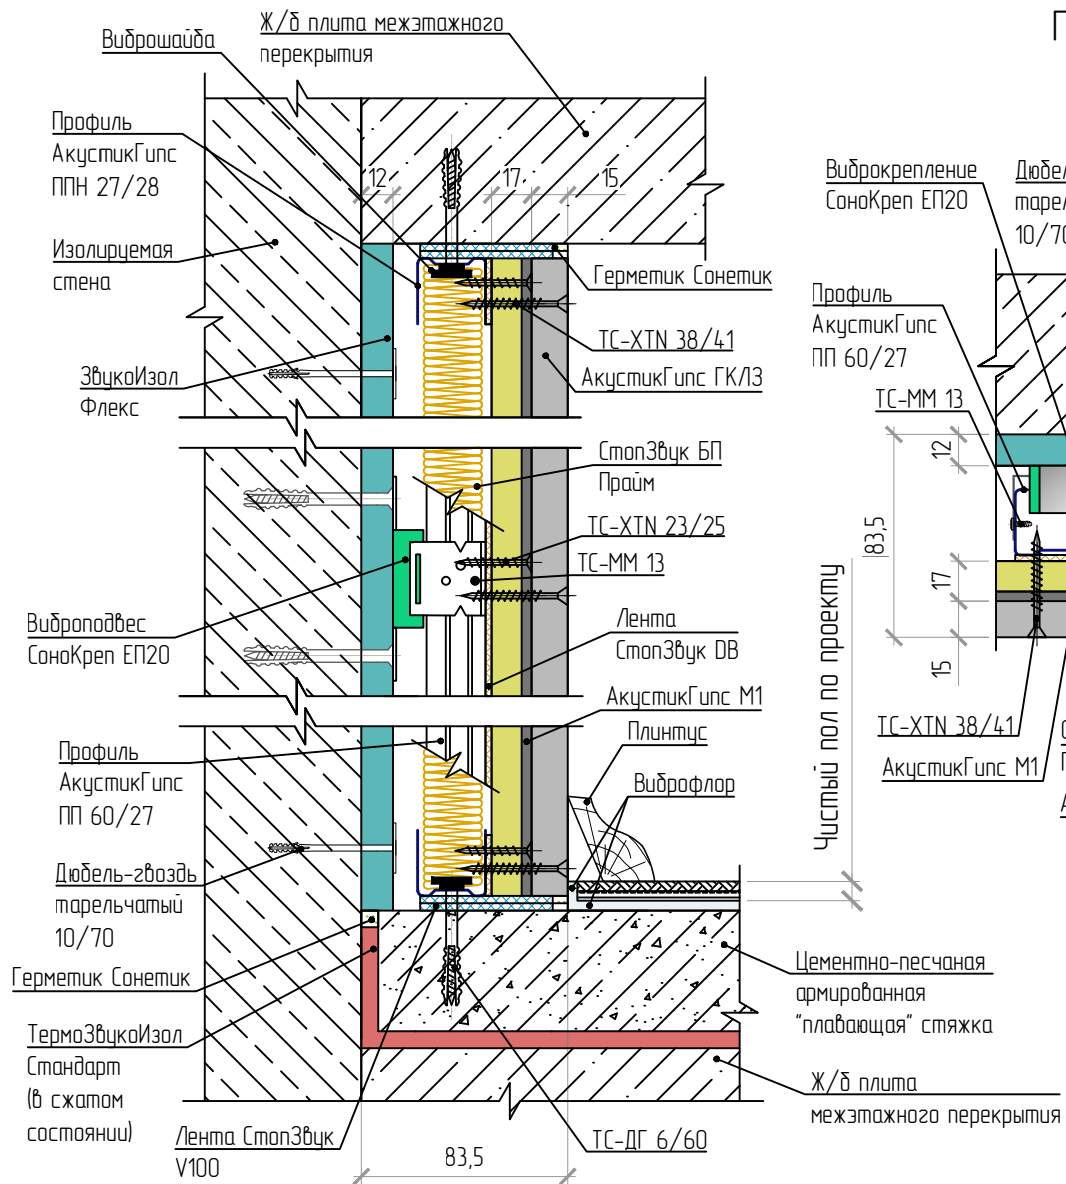 Виброшайба
Ж/б плита межэтажного
перекрытия
Профиль
АкустикГипс
ППН 27/28
Изолируемая
стена
ЗвукоИзол
Флекс
12
17
15
Герметик Сонетик
ТС-XTN 38/41
АкустикГипс ГКЛЗ
СтопЗвук БП
Прайм
ТС-XTN 23/25
ТС-ММ 13
Виброподвес
СоноКреп ЕП20
Лента
СтопЗвук DB
АкустикГипс М1
Плинтус
Виброфлор
Профиль
АкустикГипс
ПП 60/27
Дюбель-гвоздь
тарельчатый
10/70
Герметик Сонетик
ТермоЗвукоИзол
Стандарт
(в сжатом
состоянии)
Лента СтопЗвук
V100
83,5
ТС-ДГ 6/60
Чистый пол по проекту
Цементно-песчаная
армированная
"плавающая" стяжка
Ж/б плита
межэтажного перекрытия
Виброкрепление
СоноКреп ЕП20
10/70
Профиль
АкустикГипс
ПП 60/27
ТС-ММ 13
12
83,5
17
15
ТС-XTN 38/41
АкустикГипс М1